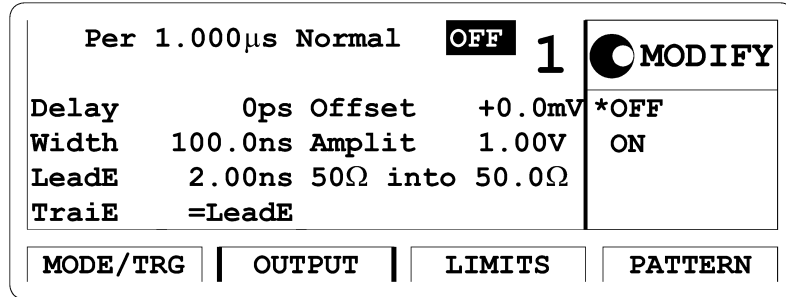 Per 1.000μs Normal OFF 1 MODIFY
Delay 0ps Offset +0.0mV *OFF
Width 100.0ns Amplit 1.00V ON
LeadE 2.00ns 50Ω into 50.0Ω
TraiE =LeadE
MODE/TRG OUTPUT LIMITS PATTERN